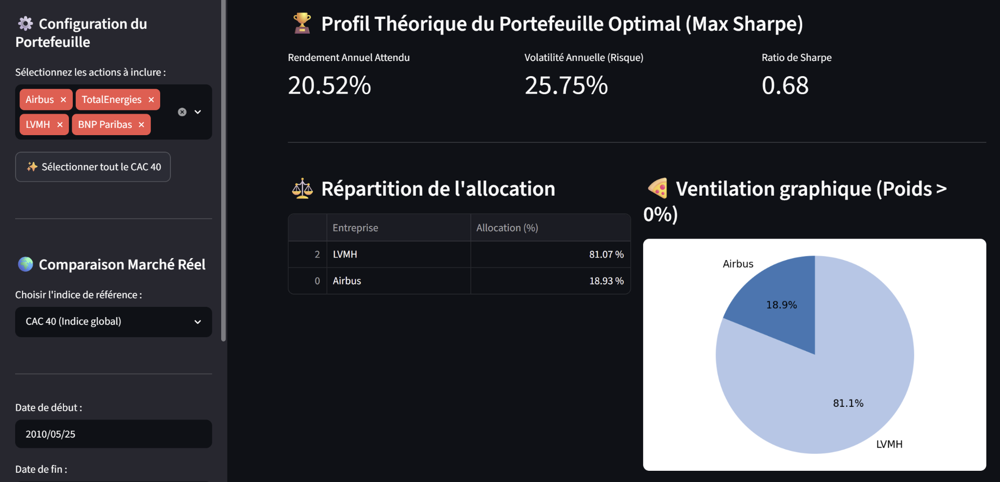 Configuration du
Portefeuille
Sélectionnez les actions à inclure :
Airbus × TotalEnergies ×
LVMH × BNP Paribas ×
Sélectionner tout le CAC 40
Comparaison Marché Réel
Choisir l'indice de référence :
CAC 40 (Indice global)
Date de début :
2010/05/25
Date de fin :
Profil Théorique du Portefeuille Optimal (Max Sharpe)
Rendement Annuel Attendu
20.52%
Volatilité Annuelle (Risque)
25.75%
Ratio de Sharpe
0.68
Répartition de l'allocation
Entreprise Allocation (%)
2 LVMH 81.07 %
0 Airbus 18.93 %
Ventilation graphique (Poids >
0%)
Airbus
18.9%
81.1%
LVMH